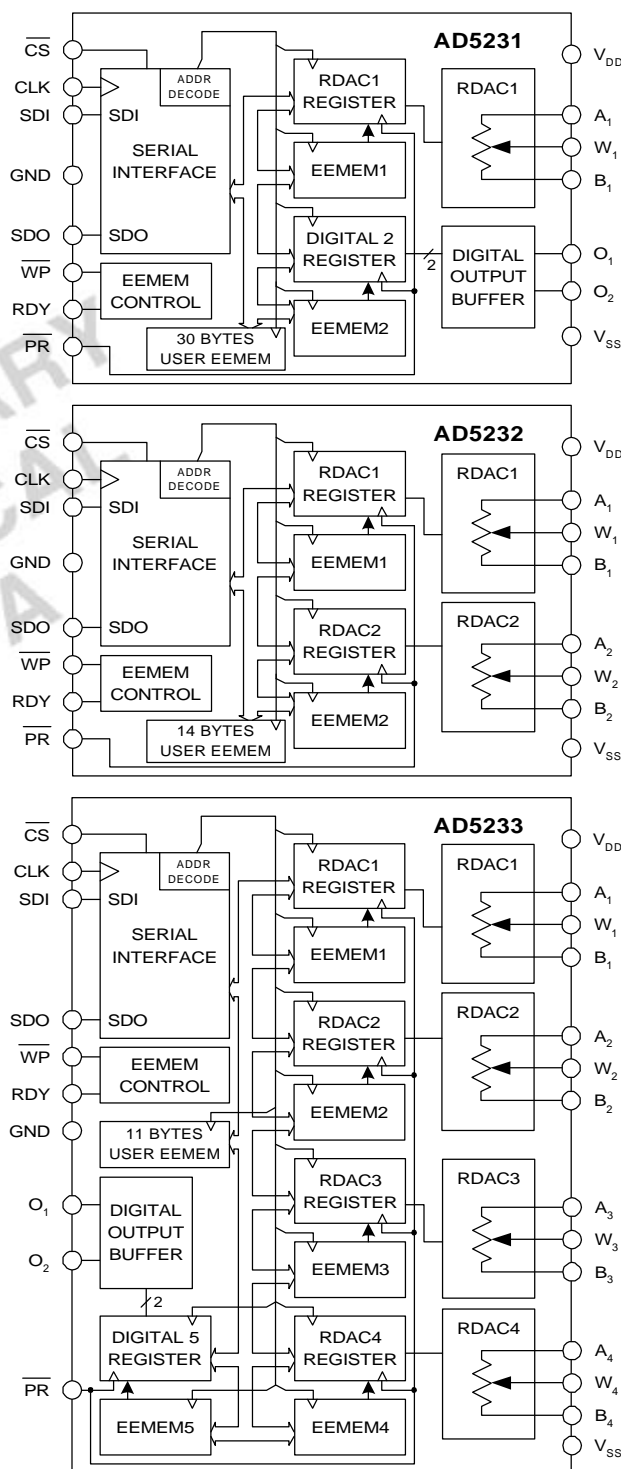 AD5231
CS
CLK
SDI
GND
SDO
WP
RDY
PR
ADDR
DECODE
SDI
SERIAL
INTERFACE
SDO
EEMEM
CONTROL
30 BYTES
USER EEMEM
RDAC1
REGISTER
EEMEM1
DIGITAL 2
REGISTER
EEMEM2
2
RDAC1
DIGITAL
OUTPUT
BUFFER
VDD
A1
W1
B1
O1
O2
VSS
AD5232
CS
CLK
SDI
GND
SDO
WP
RDY
PR
ADDR
DECODE
SDI
SERIAL
INTERFACE
SDO
EEMEM
CONTROL
14 BYTES
USER EEMEM
RDAC1
REGISTER
EEMEM1
RDAC2
REGISTER
EEMEM2
RDAC1
RDAC2
VDD
A1
W1
B1
A2
W2
B2
VSS
AD5233
CS
CLK
SDI
SDO
WP
RDY
GND
O1
O2
PR
ADDR
DECODE
SDI
SERIAL
INTERFACE
SDO
EEMEM
CONTROL
11 BYTES
USER EEMEM
DIGITAL
OUTPUT
BUFFER
2
DIGITAL 5
REGISTER
EEMEM5
RDAC1
REGISTER
EEMEM1
RDAC2
REGISTER
EEMEM2
RDAC3
REGISTER
EEMEM3
RDAC4
REGISTER
EEMEM4
RDAC1
RDAC2
RDAC3
RDAC4
VDD
A1
W1
B1
A2
W2
B2
A3
W3
B3
A4
W4
B4
VSS